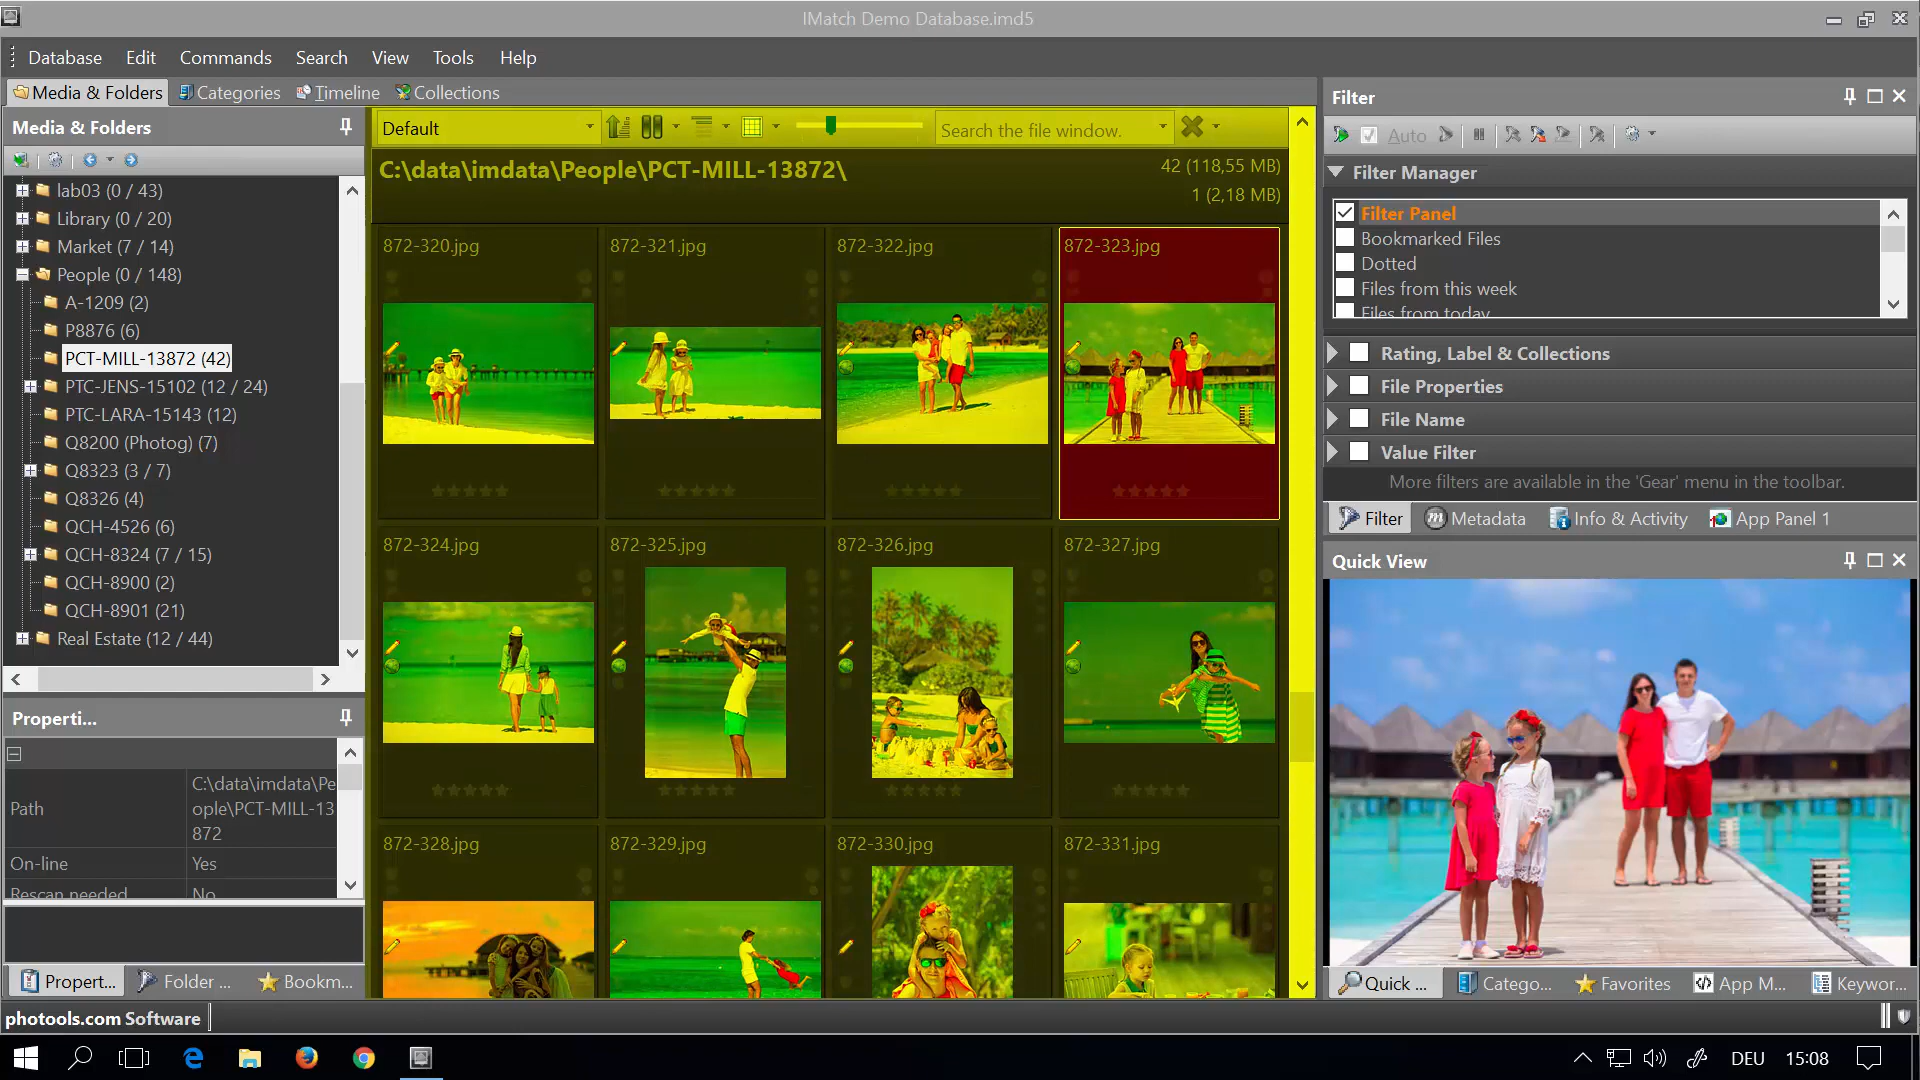 IMatch Demo Database.imd5
Database Edit Commands Search View Tools Help
Media & Folders Categories Timeline Collections
Media & Folders
lab03 (0 / 43)
Library (0 / 20)
Market (7 / 14)
People (0 / 148)
A-1209 (2)
P8876 (6)
PCT-MILL-13872 (42)
PTC-JENS-15102 (12 / 24)
PTC-LARA-15143 (12)
Q8200 (Photog) (7)
Q8323 (3 / 7)
Q8326 (4)
QCH-4526 (6)
QCH-8324 (7 / 15)
QCH-8900 (2)
QCH-8901 (21)
Real Estate (12 / 44)
Properti...
Path
C:\data\imdata\Pe
ople\PCT-MILL-13
872
On-line Yes
Rescan needed No
Propert... Folder ... Bookm...
Default
Search the file window.
C:\data\imdata\People\PCT-MILL-13872\
42 (118,55 MB)
1 (2,18 MB)
872-320.jpg 872-321.jpg 872-322.jpg 872-323.jpg
872-324.jpg 872-325.jpg 872-326.jpg 872-327.jpg
872-328.jpg 872-329.jpg 872-330.jpg 872-331.jpg
Filter
Auto
Filter Manager
Filter Panel
Bookmarked Files
Dotted
Files from this week
Files from today
Rating, Label & Collections
File Properties
File Name
Value Filter
More filters are available in the 'Gear' menu in the toolbar.
Filter Metadata Info & Activity App Panel 1
Quick View
Quick ... Catego... Favorites App M... Keywor...
photools.com Software
DEU 15:08